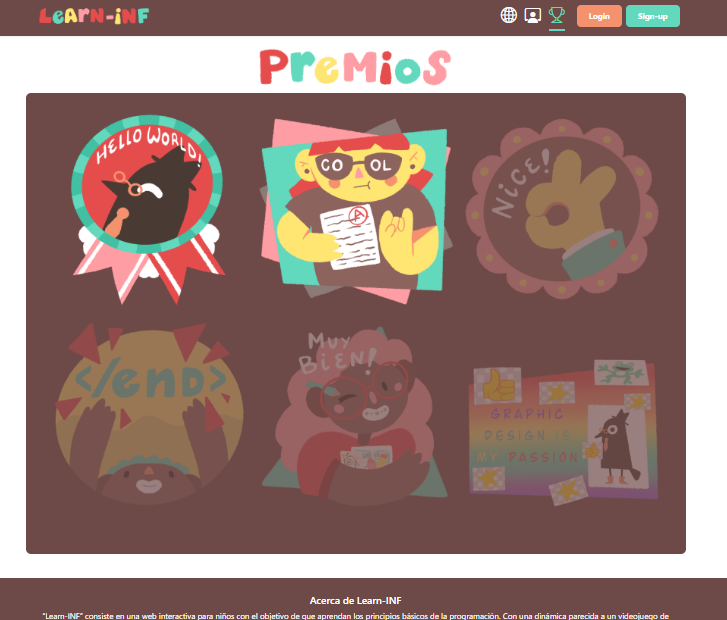 LeArN-iNF
Login
Sign-up
PreMioS
HELLO WORLD!
COOL
A
30
NiCE!
</end>
MUY
BiEN!
GRAPHIC
DESIGN IS
MY PASSION
Acerca de Learn-INF
"Learn-INF" consiste en una web interactiva para niños con el objetivo de que aprendan los principios básicos de la programación. Con una dinámica parecida a un videojuego de